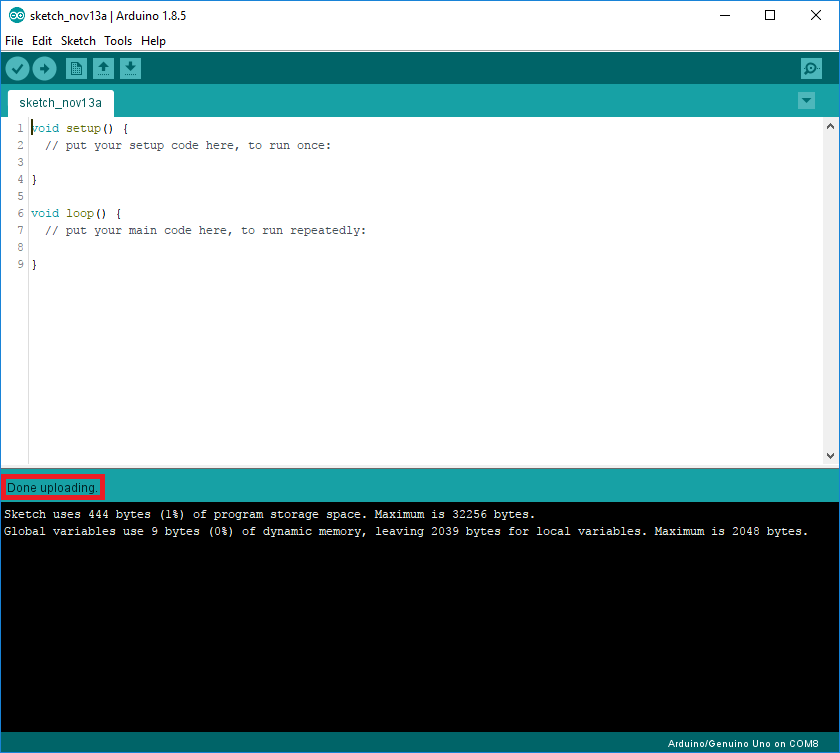 sketch_nov13a | Arduino 1.8.5
File Edit Sketch Tools Help
sketch_nov13a
1 void setup() {
2   // put your setup code here, to run once:
3
4 }
5
6 void loop() {
7   // put your main code here, to run repeatedly:
8
9 }
Done uploading.
Sketch uses 444 bytes (1%) of program storage space. Maximum is 32256 bytes.
Global variables use 9 bytes (0%) of dynamic memory, leaving 2039 bytes for local variables. Maximum is 2048 bytes.
Arduino/Genuino Uno on COM8